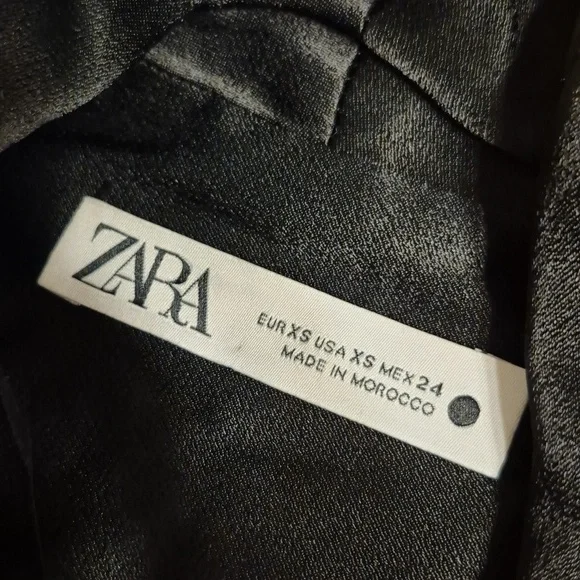 ZARA
EUR XS USA XS MEX 24
MADE IN MOROCCO